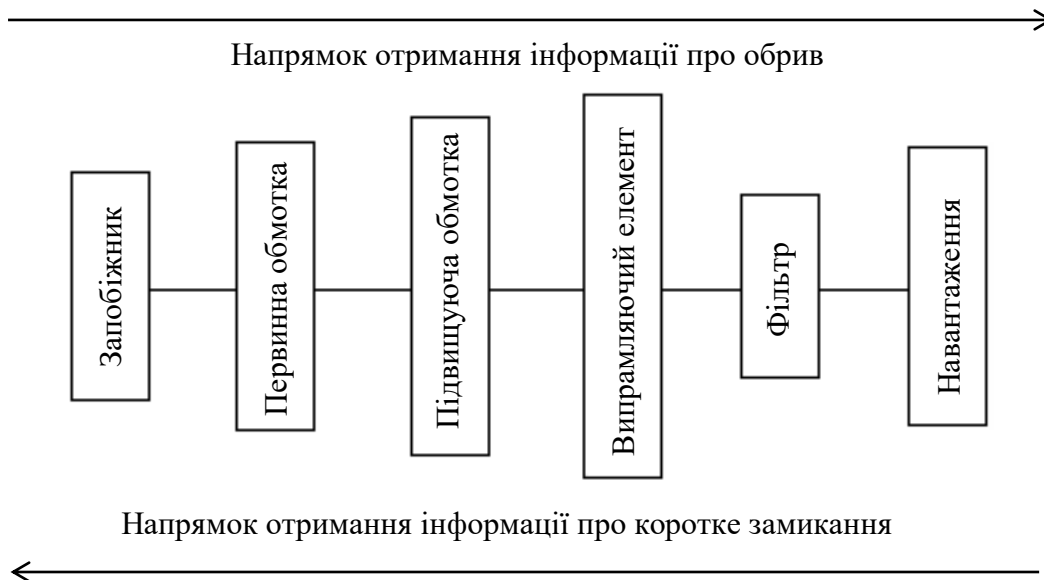 Напрямок отримання інформації про обрив
Запобіжник
Первинна обмотка
Підвищуюча обмотка
Випрамляючий елемент
Фільтр
Навантаження
Напрямок отримання інформації про коротке замикання